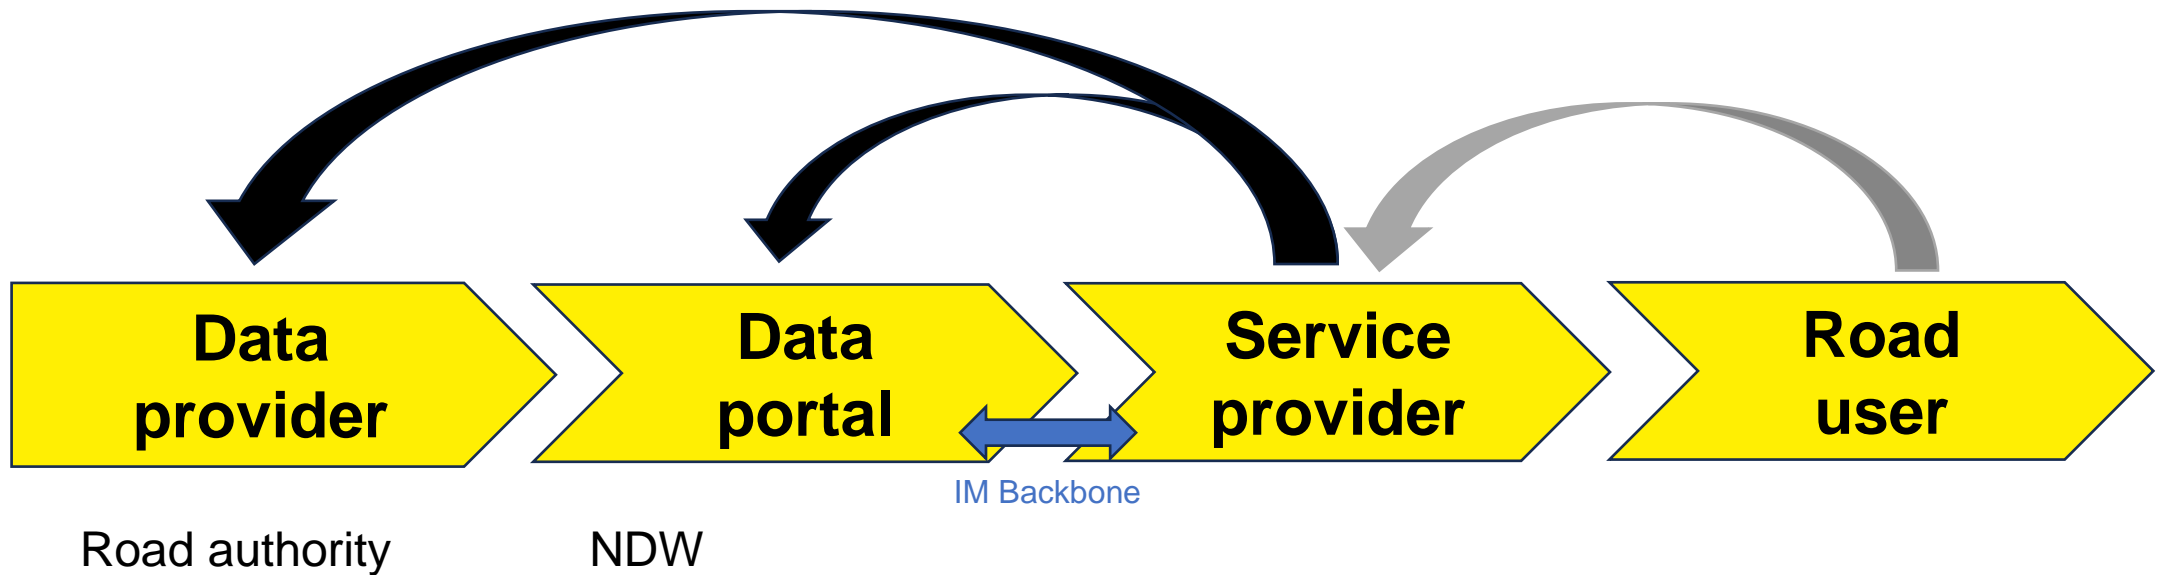 Data
provider
Data
portal
Service
provider
Road
user
IM Backbone
Road authority
NDW